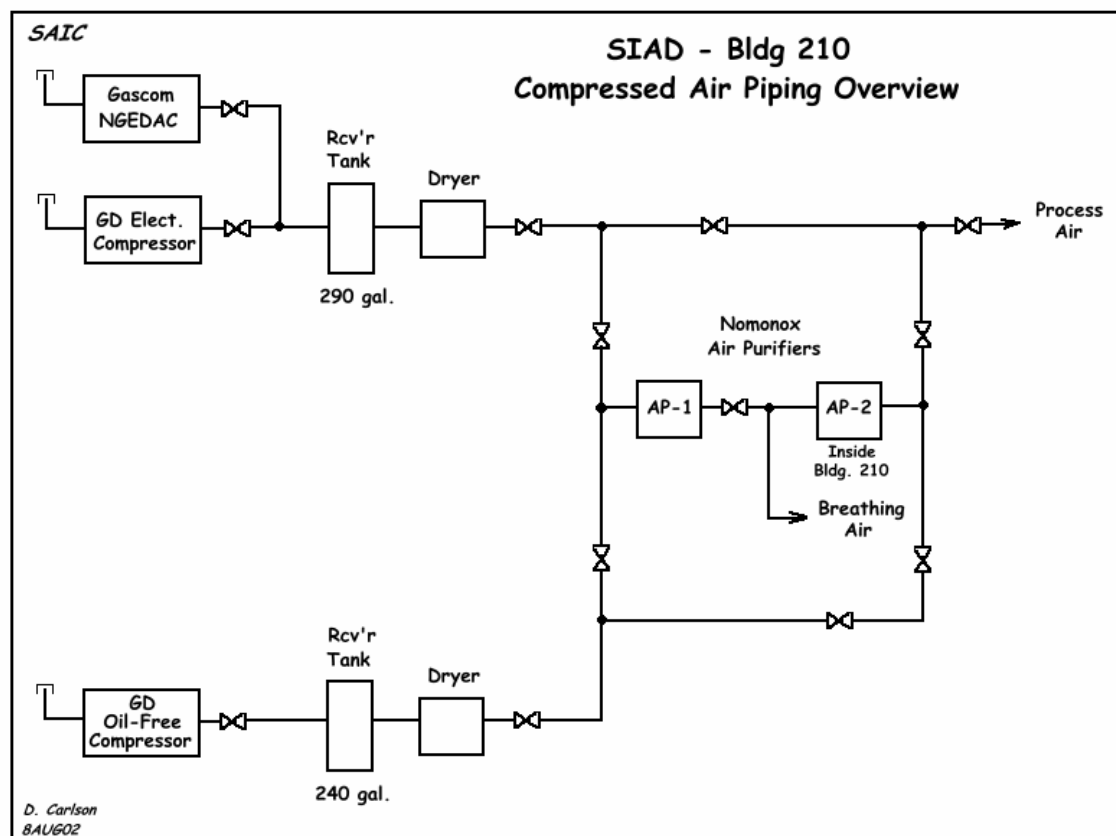 SAIC
SIAD - Bldg 210
Compressed Air Piping Overview
Gascom
NGEDAC
Rcv'r
Tank
Dryer
GD Elect.
Compressor
290 gal.
Process
Air
Nomonox
Air Purifiers
AP-1
AP-2
Inside
Bldg. 210
Breathing
Air
Rcv'r
Tank
Dryer
GD
Oil-Free
Compressor
240 gal.
D. Carlson
8AUG02